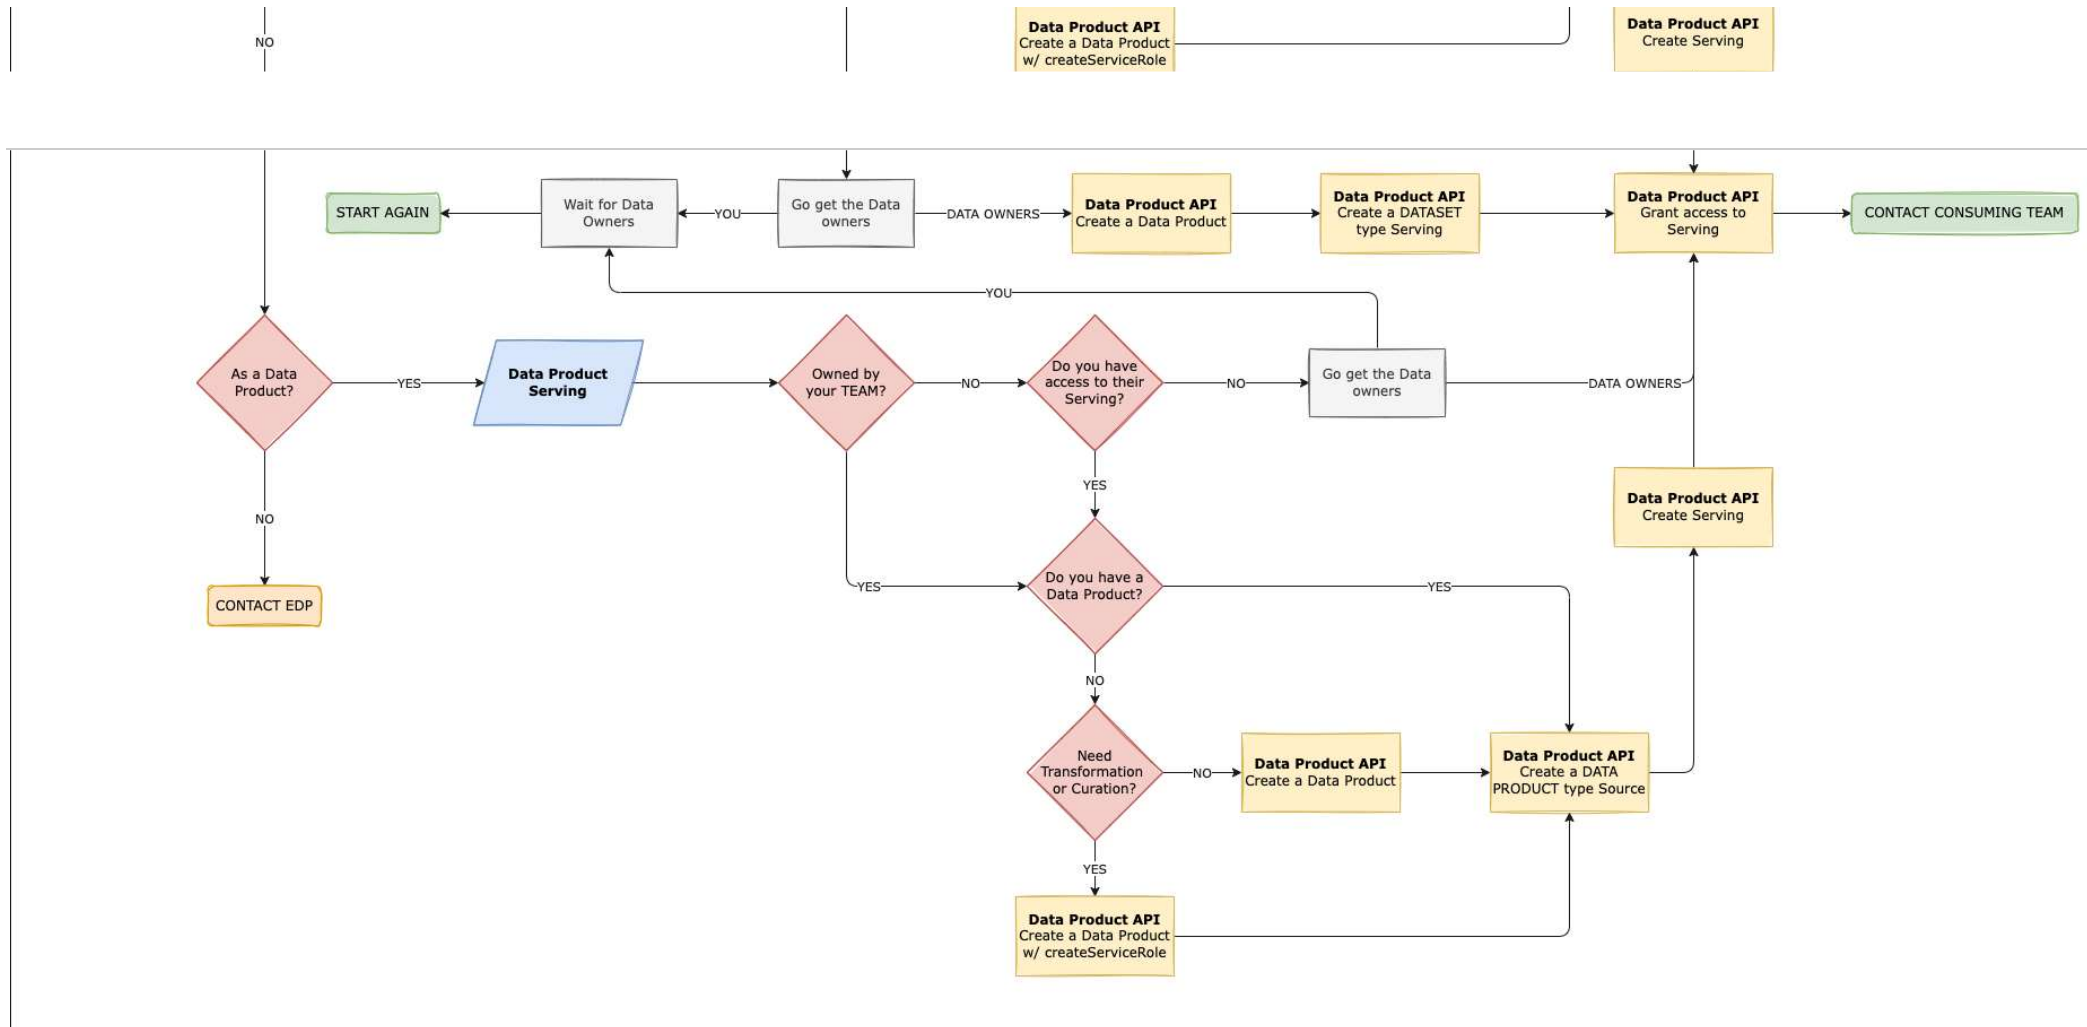 NO
Data Product API
Create a Data Product
w/ createServiceRole
Data Product API
Create Serving
START AGAIN
Wait for Data
Owners
YOU
Go get the Data
owners
DATA OWNERS
Data Product API
Create a Data Product
Data Product API
Create a DATASET
type Serving
Data Product API
Grant access to
Serving
CONTACT CONSUMING TEAM
YOU
As a Data
Product?
YES
Data Product
Serving
Owned by
your TEAM?
NO
Do you have
access to their
Serving?
NO
Go get the Data
owners
DATA OWNERS
YES
NO
Data Product API
Create Serving
CONTACT EDP
YES
Do you have a
Data Product?
YES
NO
Need
Transformation
or Curation?
NO
Data Product API
Create a Data Product
Data Product API
Create a DATA
PRODUCT type Source
YES
Data Product API
Create a Data Product
w/ createServiceRole